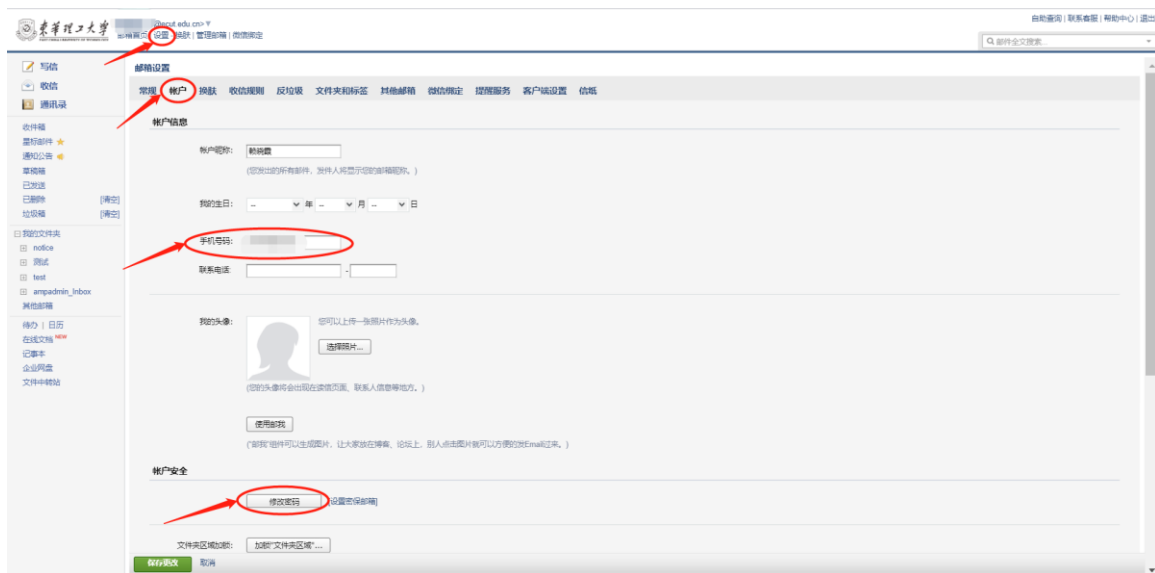 東華理工大學
ecut.edu.cn> ▼
邮箱首页 | 设置 - 换肤 | 管理邮箱 | 微信绑定
自助查询 | 联系客服 | 帮助中心 | 退出
邮件全文搜索...
写信
收信
通讯录
收件箱
星标邮件
通知公告
草稿箱
已发送
已删除 [清空]
垃圾箱 [清空]
我的文件夹
notice
测试
test
ampadmin_Inbox
其他邮箱
待办 | 日历
在线文档 NEW
记事本
企业网盘
文件中转站
邮箱设置
常规 帐户 换肤 收信规则 反垃圾 文件夹和标签 其他邮箱 微信绑定 提醒服务 客户端设置 信纸
帐户信息
帐户昵称:
(您发出的所有邮件，发件人将显示您的邮箱昵称。)
我的生日: -- 年 -- 月 -- 日
手机号码:
联系电话: -
我的头像: 您可以上传一张照片作为头像。
选择照片...
(您的头像将会出现在读信页面、联系人信息等地方。)
使用邮我
("邮我"组件可以生成图片，让大家放在博客、论坛上，别人点击图片就可以方便的发Email过来。)
帐户安全
修改密码 [设置密保邮箱]
文件夹区域加锁: 加锁"文件夹区域"...
保存更改 取消